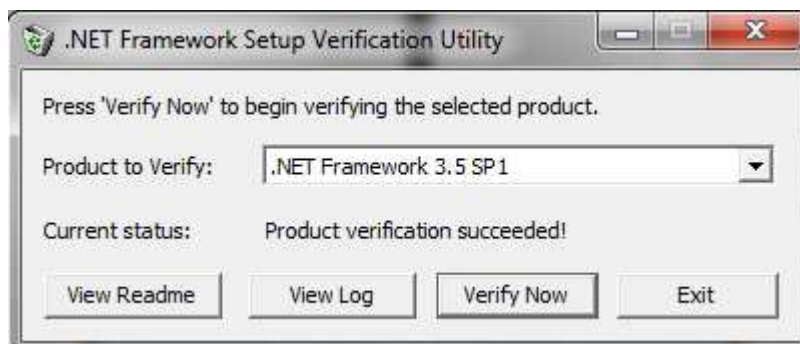 .NET Framework Setup Verification Utility
Press 'Verify Now' to begin verifying the selected product.
Product to Verify: .NET Framework 3.5 SP1
Current status: Product verification succeeded!
View Readme View Log Verify Now Exit